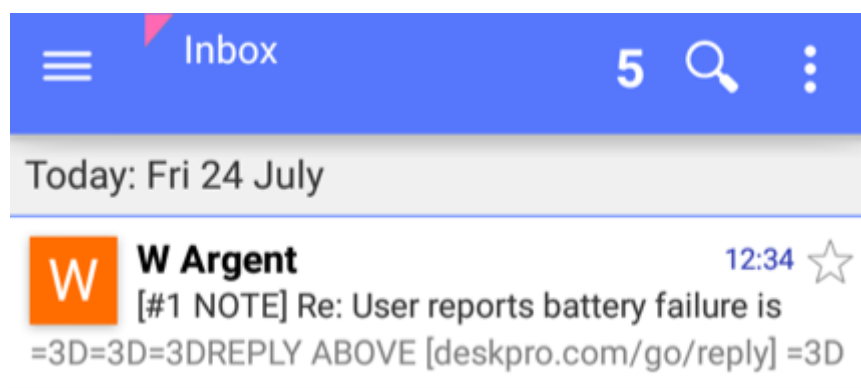 Inbox
5
Today: Fri 24 July
W
W Argent
12:34
[#1 NOTE] Re: User reports battery failure is
=3D=3D=3DREPLY ABOVE [deskpro.com/go/reply] =3D